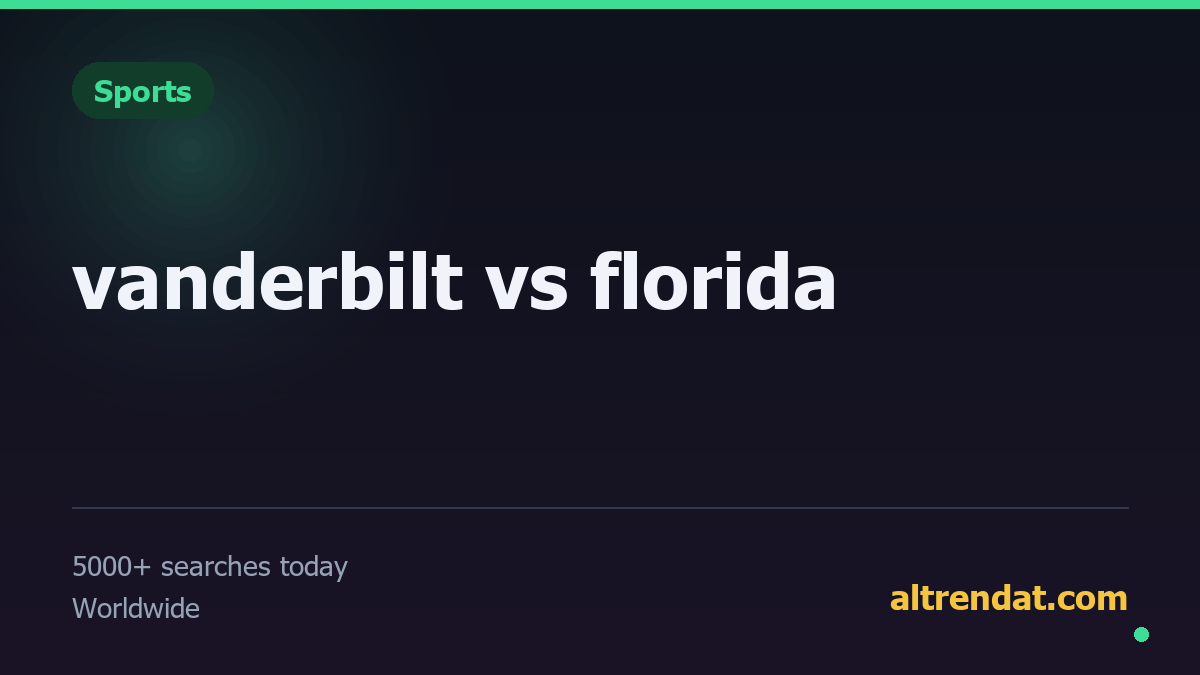 Sports
vanderbilt vs florida
5000+ searches today
Worldwide
altrendat.com